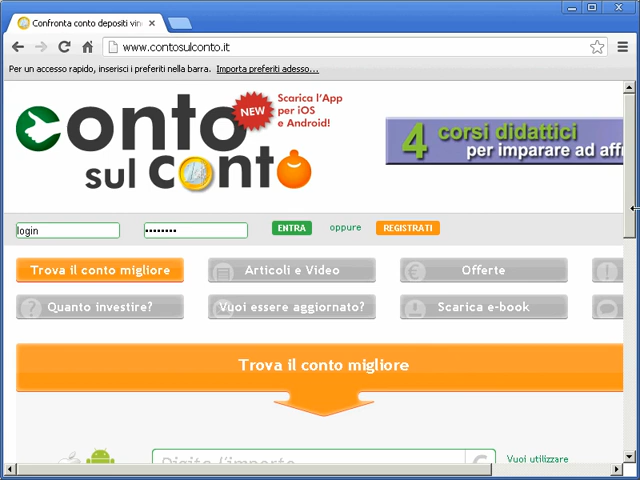 Confronta conto depositi vin
www.contosulconto.it
Per un accesso rapido, inserisci i preferiti nella barra. Importa preferiti adesso...
conto
sul conto
NEW
Scarica l'App
per iOS
e Android!
4 corsi didattici
per imparare ad affr
login
ENTRA
oppure
REGISTRATI
Trova il conto migliore
Articoli e Video
Offerte
Quanto investire?
Vuoi essere aggiornato?
Scarica e-book
Trova il conto migliore
Digita l'importo
Vuoi utilizzare